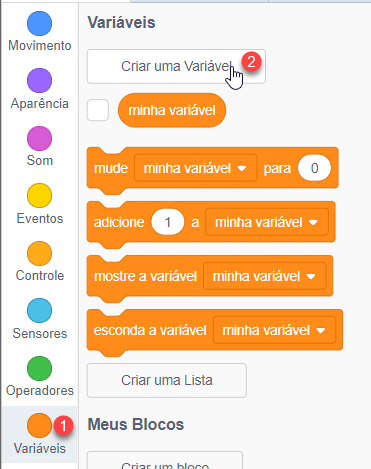 Movimento
Aparência
Som
Eventos
Controle
Sensores
Operadores
1
Variáveis
Variáveis
Criar uma Variável 2
minha variável
mude minha variável para 0
adicione 1 a minha variável
mostre a variável minha variável
esconda a variável minha variável
Criar uma Lista
Meus Blocos
Criar um bloco